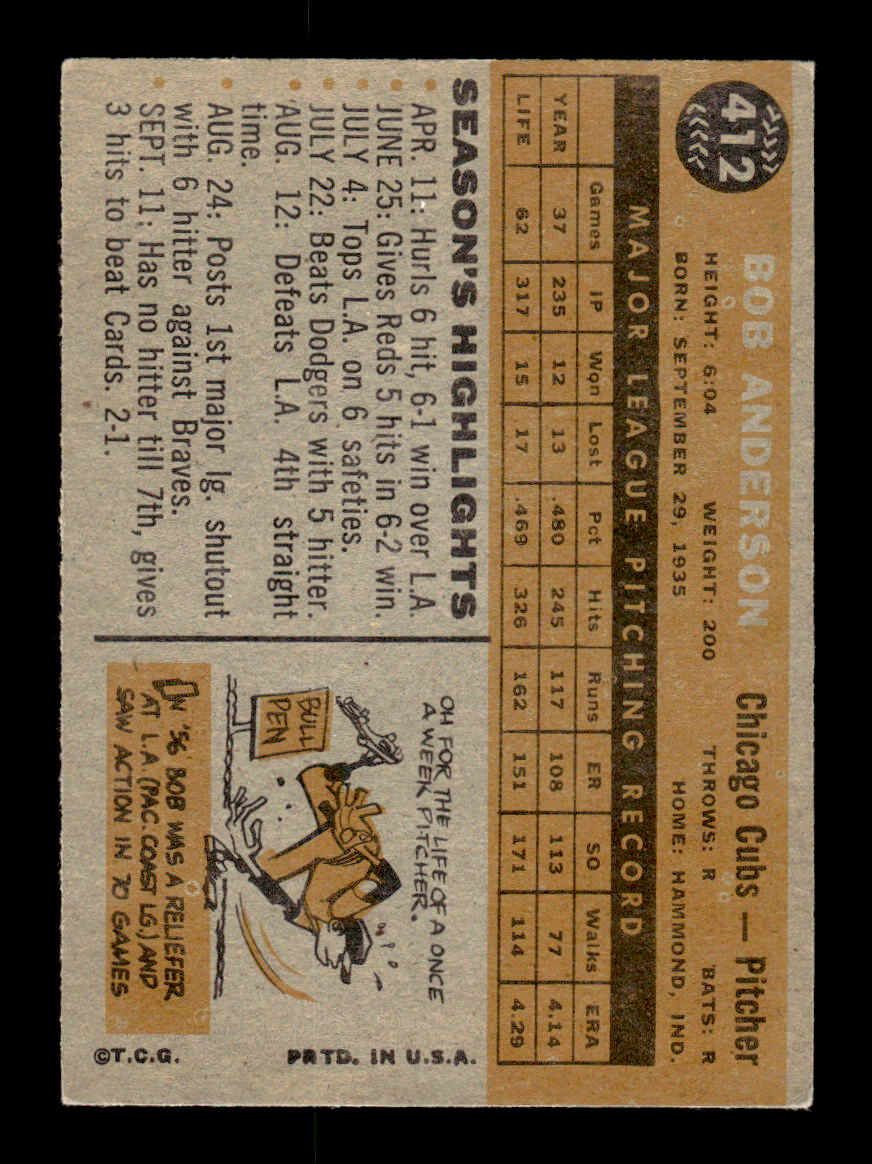 412
BOB ANDERSON Chicago Cubs — Pitcher
HEIGHT: 6:04 WEIGHT: 200 THROWS: R BATS: R
BORN: SEPTEMBER 29, 1935 HOME: HAMMOND, IND.
MAJOR LEAGUE PITCHING RECORD
Games IP Won Lost Pct Hits Runs ER SO Walks ERA
YEAR 37 235 12 13 .480 245 117 108 113 77 4.14
LIFE 62 317 15 17 .469 326 162 151 171 114 4.29
SEASON'S HIGHLIGHTS
• APR. 11: Hurls 6 hit, 6-1 win over L.A.
• JUNE 25: Gives Reds 5 hits in 6-2 win.
• JULY 4: Tops L.A. on 6 safeties.
• JULY 22: Beats Dodgers with 5 hitter.
• AUG. 12: Defeats L.A. 4th straight
time.
• AUG. 24: Posts 1st major lg. shutout
with 6 hitter against Braves.
• SEPT. 11: Has no hitter till 7th, gives
3 hits to beat Cards. 2-1.
OH FOR THE LIFE OF A ONCE
A WEEK PITCHER.
BULL
PEN
IN '56 BOB WAS A RELIEFER
AT L.A. (PAC. COAST LG.) AND
SAW ACTION IN 70 GAMES
©T.C.G. PRTD. IN U.S.A.